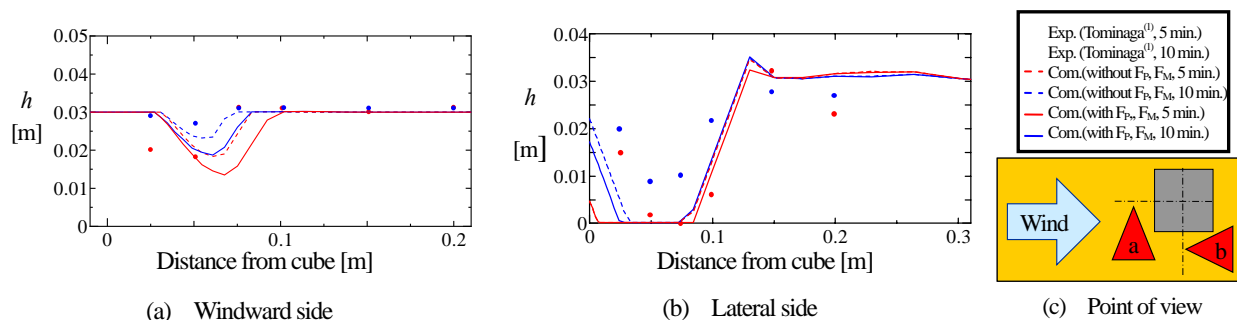 0.05
0.04
0.03
0.02
0.01
0
h
[m]
0
0.1
0.2
Distance from cube [m]
(a) Windward side
0.05
0.04
0.03
0.02
0.01
0
h
[m]
0
0.1
0.2
0.3
Distance from cube [m]
(b) Lateral side
Exp. (Tominaga(1), 5 min.)
Exp. (Tominaga(1), 10 min.)
Com.(without FP, FM, 5 min.)
Com.(without FP, FM, 10 min.)
Com.(with FP,, FM, 5 min.)
Com.(with FP, FM, 10 min.)
Wind
a
b
(c) Point of view